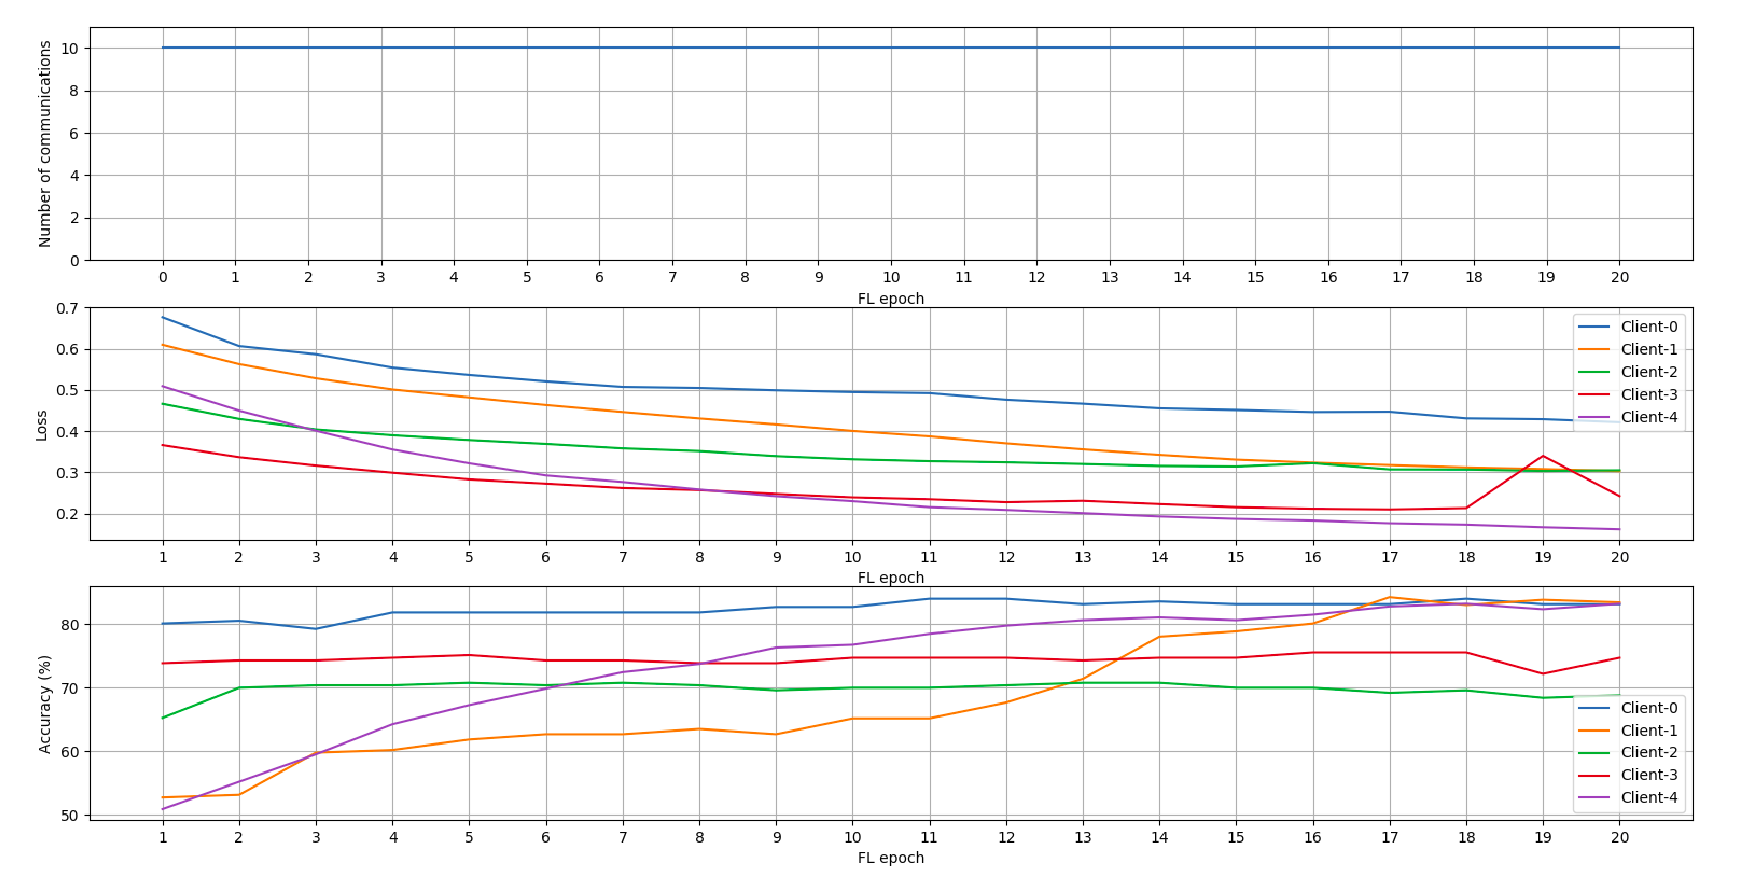 Number of communications
10
8
6
4
2
0
0 1 2 3 4 5 6 7 8 9 10 11 12 13 14 15 16 17 18 19 20
FL epoch
Loss
0.7
0.6
0.5
0.4
0.3
0.2
Client-0
Client-1
Client-2
Client-3
Client-4
1 2 3 4 5 6 7 8 9 10 11 12 13 14 15 16 17 18 19 20
FL epoch
Accuracy (%)
80
70
60
50
Client-0
Client-1
Client-2
Client-3
Client-4
1 2 3 4 5 6 7 8 9 10 11 12 13 14 15 16 17 18 19 20
FL epoch